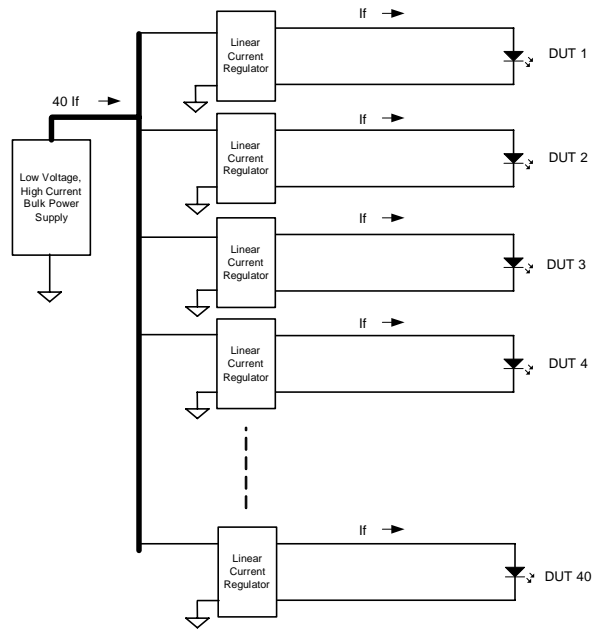 If
Linear
Current
Regulator
DUT 1
40 If
If
Linear
Current
Regulator
DUT 2
Low Voltage,
High Current
Bulk Power
Supply
If
Linear
Current
Regulator
DUT 3
If
Linear
Current
Regulator
DUT 4
If
Linear
Current
Regulator
DUT 40